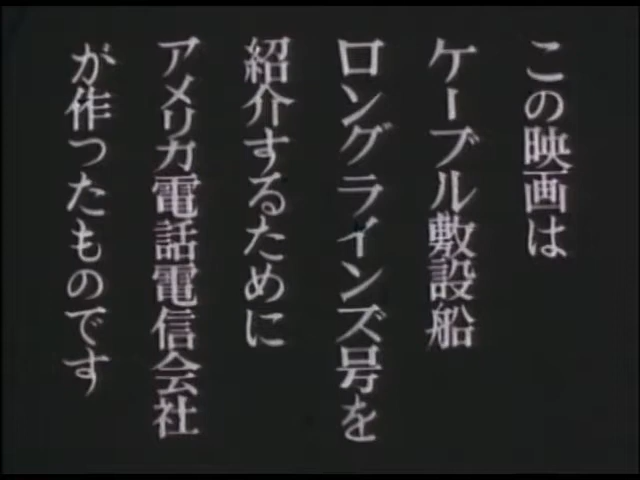 この映画は
ケーブル敷設船
ロングラインズ号を
紹介するために
アメリカ電話電信会社
が作ったものです